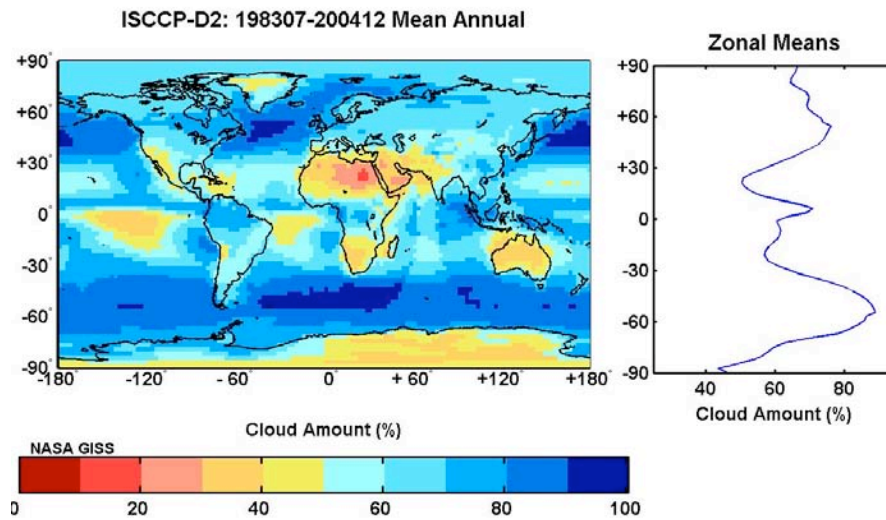 ISCCP-D2: 198307-200412 Mean Annual
+90°
+60°
+30°
0°
-30°
-60°
-90°
-180° -120° -60° 0° +60° +120° +180°
Zonal Means
+90
+60
+30
0
-30
-60
-90
40 60 80
Cloud Amount (%)
Cloud Amount (%)
NASA GISS
0 20 40 60 80 100